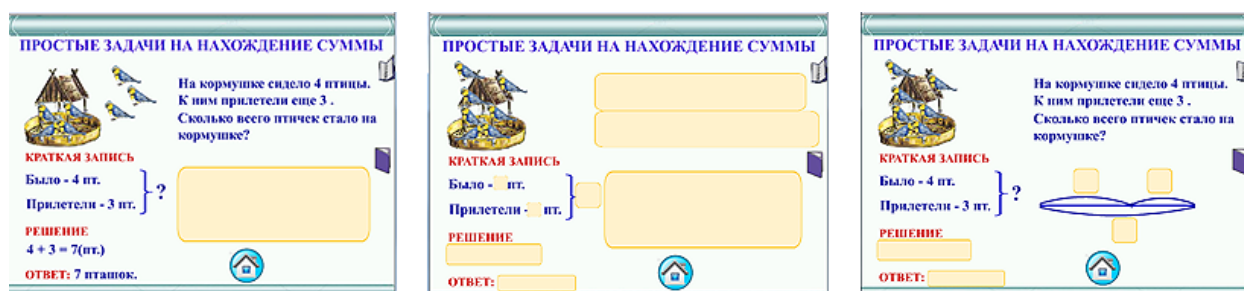 ПРОСТЫЕ ЗАДАЧИ НА НАХОЖДЕНИЕ СУММЫ
На кормушке сидело 4 птицы.
К ним прилетели еще 3 .
Сколько всего птичек стало на
кормушке?
КРАТКАЯ ЗАПИСЬ
Было - 4 пт.
Прилетели - 3 пт.
?
РЕШЕНИЕ
4 + 3 = 7(пт.)
ОТВЕТ: 7 пташок.
ПРОСТЫЕ ЗАДАЧИ НА НАХОЖДЕНИЕ СУММЫ
КРАТКАЯ ЗАПИСЬ
Было - пт.
Прилетели - пт.
РЕШЕНИЕ
ОТВЕТ:
ПРОСТЫЕ ЗАДАЧИ НА НАХОЖДЕНИЕ СУММЫ
На кормушке сидело 4 птицы.
К ним прилетели еще 3 .
Сколько всего птичек стало на
кормушке?
КРАТКАЯ ЗАПИСЬ
Было - 4 пт.
Прилетели - 3 пт.
?
РЕШЕНИЕ
ОТВЕТ: